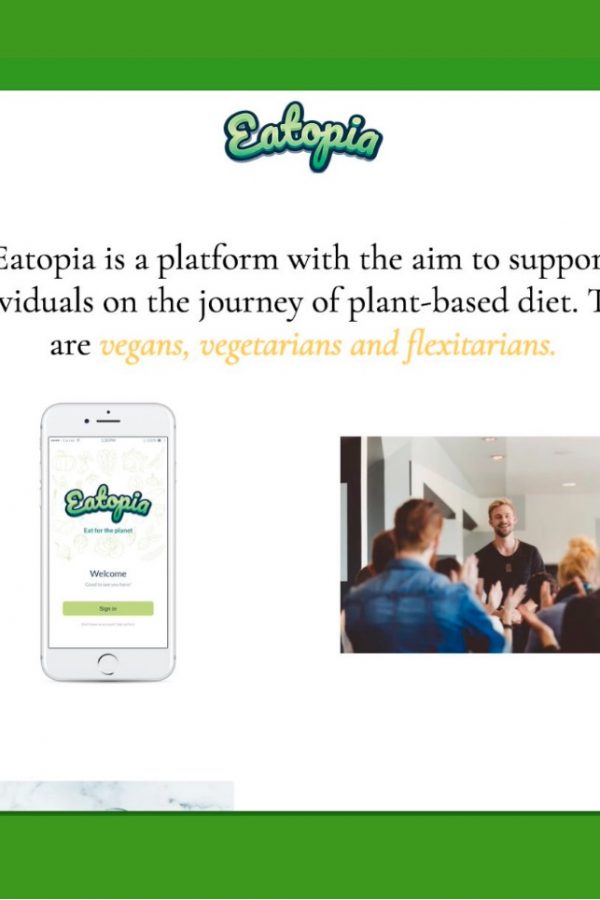 Eatopia
Eatopia is a platform with the aim to suppor
viduals on the journey of plant-based diet. T
are vegans, vegetarians and flexitarians.
Eatopia
Eat for the planet
Welcome
Good to see you here!
Sign in